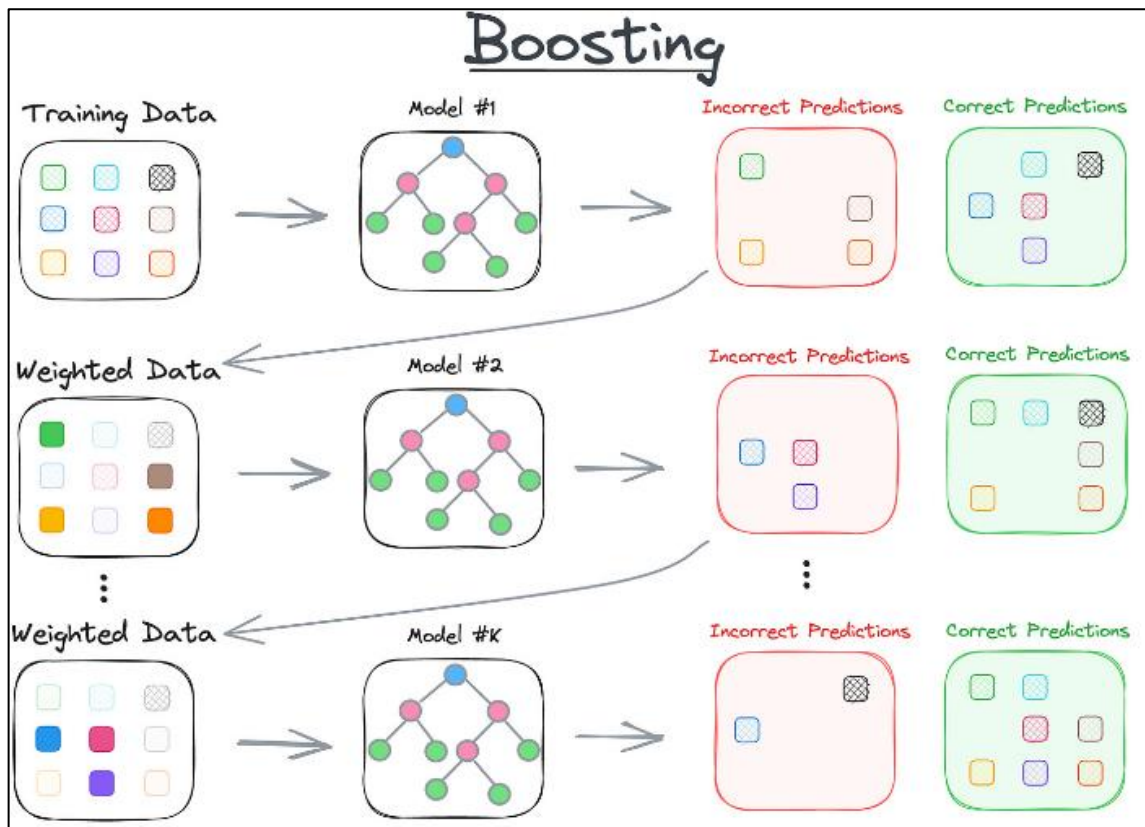 Boosting
Training Data
Model #1
Incorrect Predictions
Correct Predictions
Weighted Data
Model #2
Incorrect Predictions
Correct Predictions
Weighted Data
Model #K
Incorrect Predictions
Correct Predictions